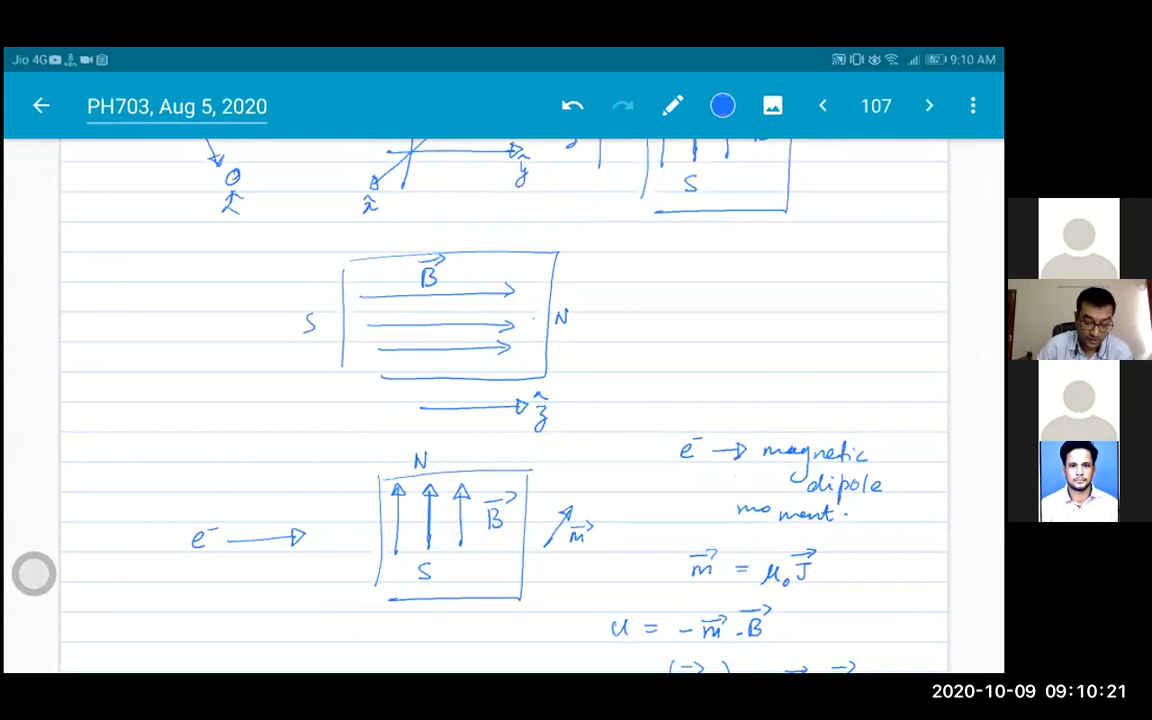 Jio 4G 9:10 AM
PH703, Aug 5, 2020 107
x̂ ŷ S
B⃗
S N
ẑ
e⁻ → magnetic
dipole
moment.
N
e⁻ B⃗ m⃗
S
m⃗ = μ₀ J⃗
u = -m⃗ . B⃗
2020-10-09 09:10:21